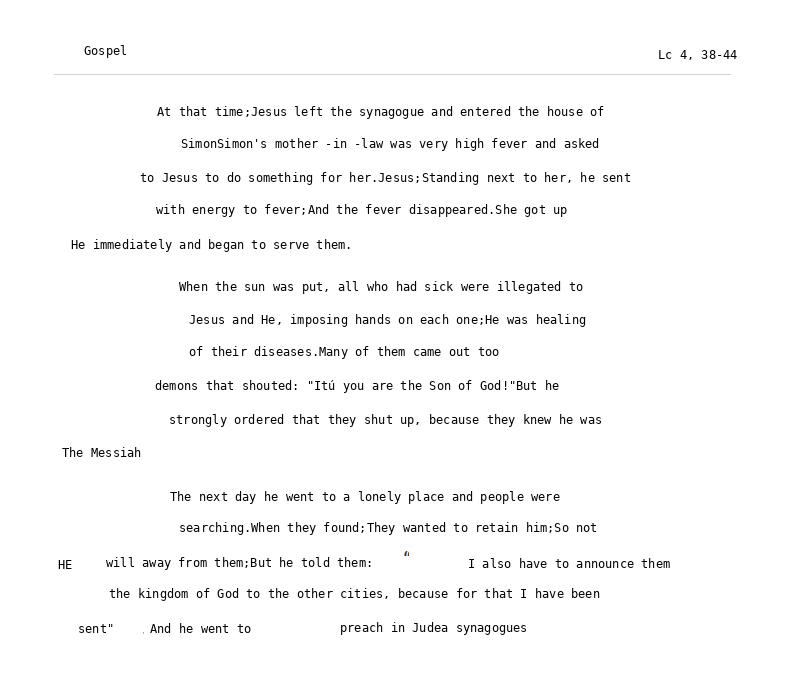 Gospel
Lc 4, 38-44
At that time;Jesus left the synagogue and entered the house of
SimonSimon's mother -in -law was very high fever and asked
to Jesus to do something for her.Jesus;Standing next to her, he sent
with energy to fever;And the fever disappeared.She got up
He immediately and began to serve them.
When the sun was put, all who had sick were illegated to
Jesus and He, imposing hands on each one;He was healing
of their diseases.Many of them came out too
demons that shouted: "Itú you are the Son of God!"But he
strongly ordered that they shut up, because they knew he was
The Messiah
The next day he went to a lonely place and people were
searching.When they found;They wanted to retain him;So not
HE will away from them;But he told them: “ I also have to announce them
the kingdom of God to the other cities, because for that I have been
sent" . And he went to preach in Judea synagogues